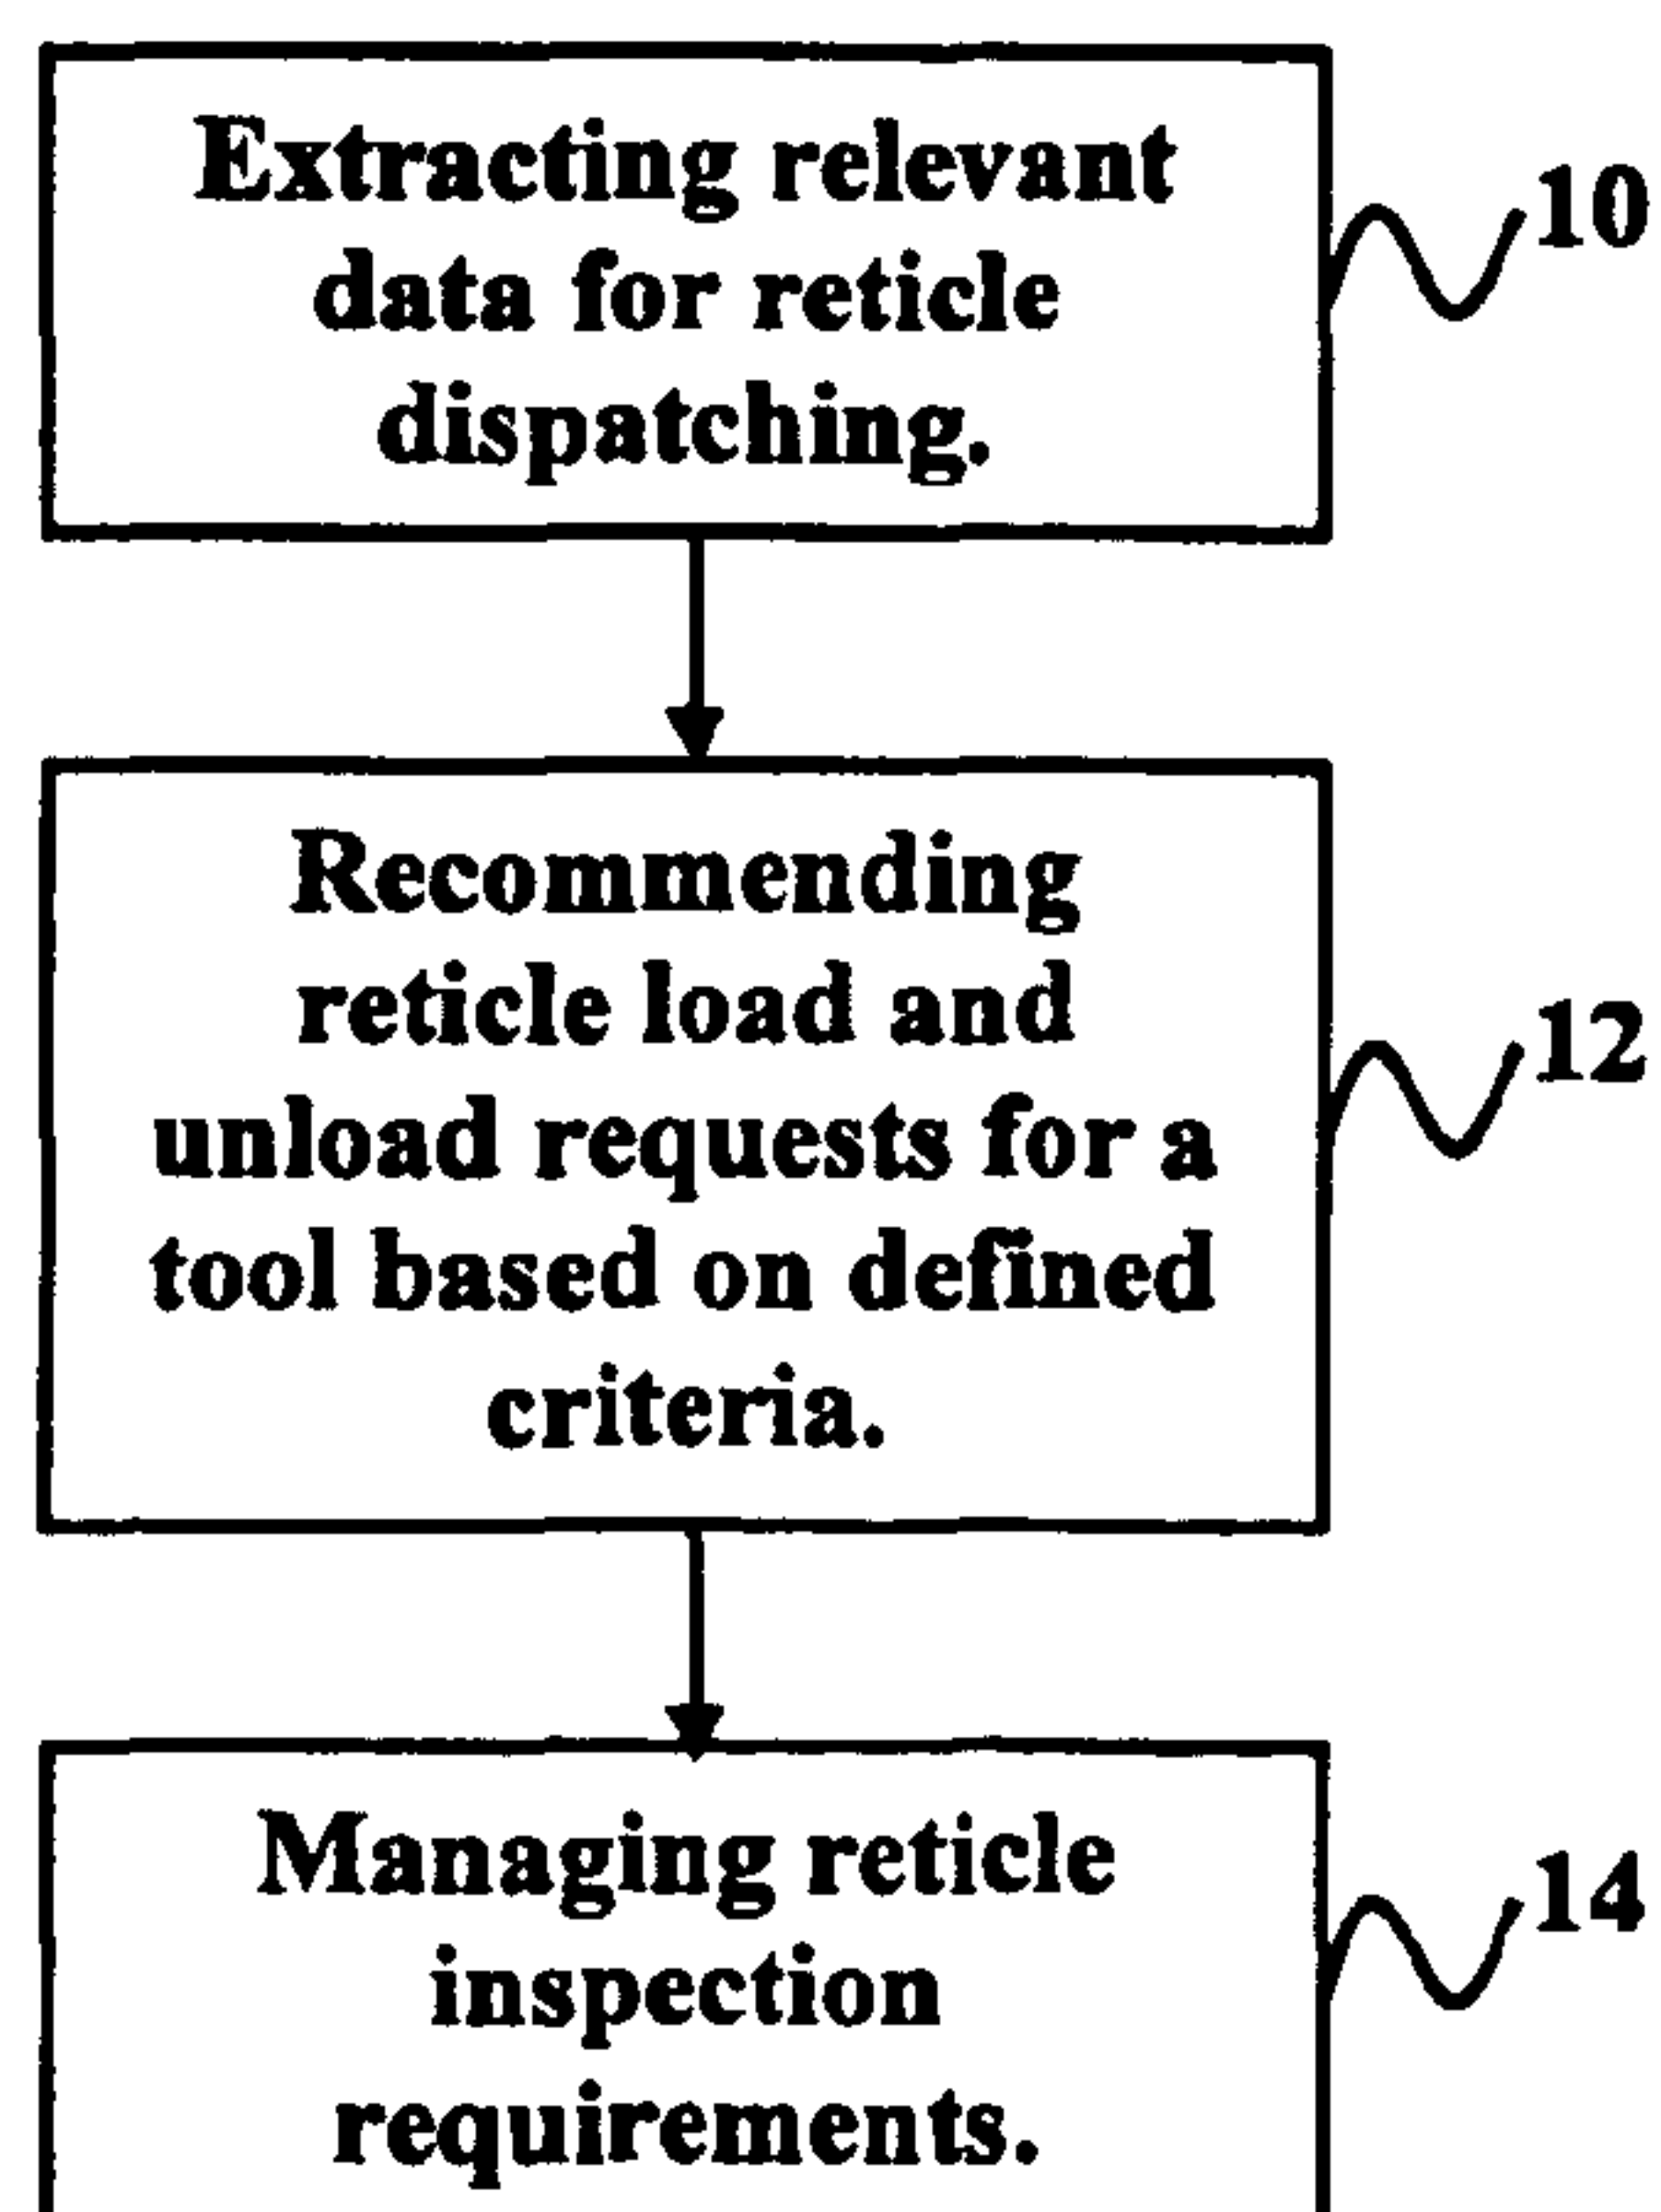 Extracting relevant
data for reticle
dispatching.
10
Recommending
reticle load and
unload requests for a
tool based on defined
criteria.
12
Managing reticle
inspection
requirements.
14